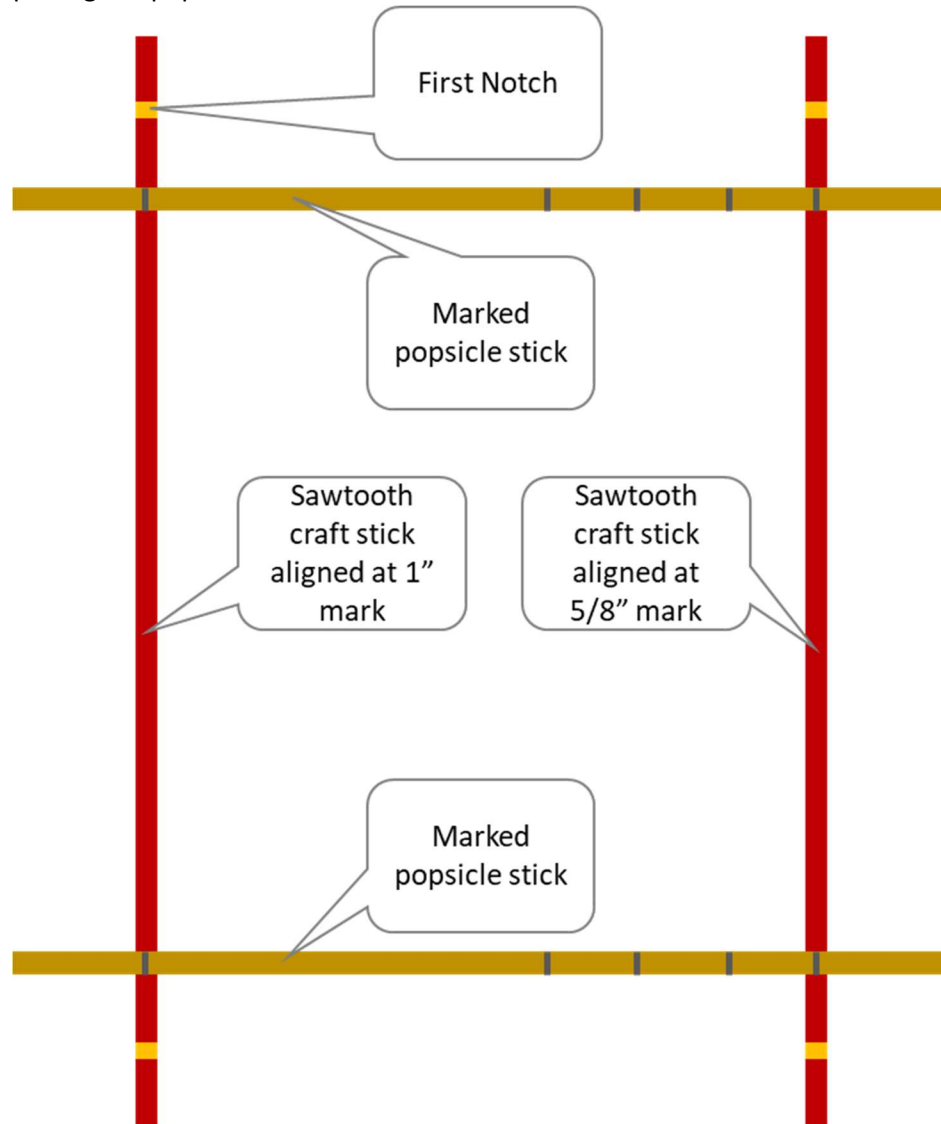 First Notch
Marked
popsicle stick
Sawtooth
craft stick
aligned at 1”
mark
Sawtooth
craft stick
aligned at
5/8” mark
Marked
popsicle stick